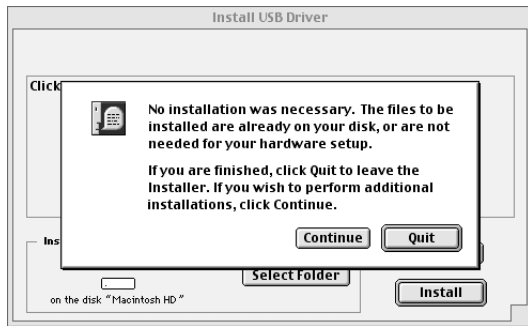 Install USB Driver
Click
No installation was necessary. The files to be
installed are already on your disk, or are not
needed for your hardware setup.
If you are finished, click Quit to leave the
Installer. If you wish to perform additional
installations, click Continue.
Continue
Quit
Ins
Select Folder
on the disk “Macintosh HD”
Install